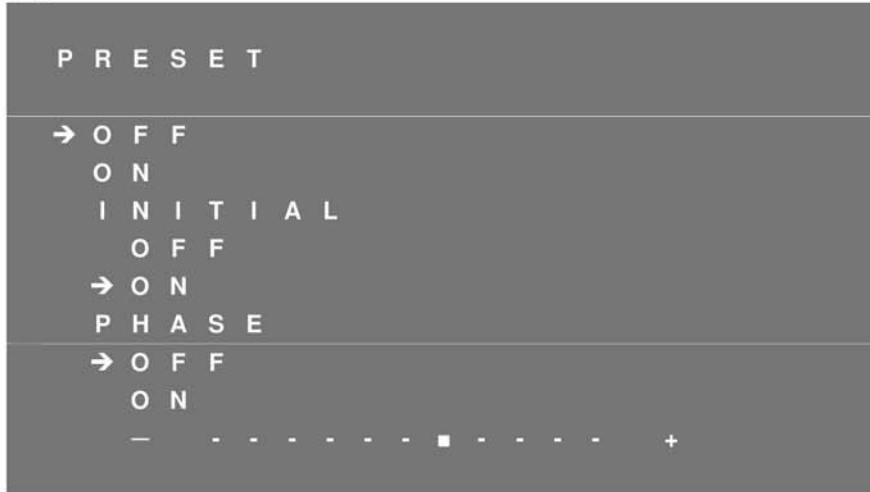 PRESET
→ OFF
ON
INITIAL
OFF
→ ON
PHASE
→ OFF
ON
— - - - - - - ■ - - - - +